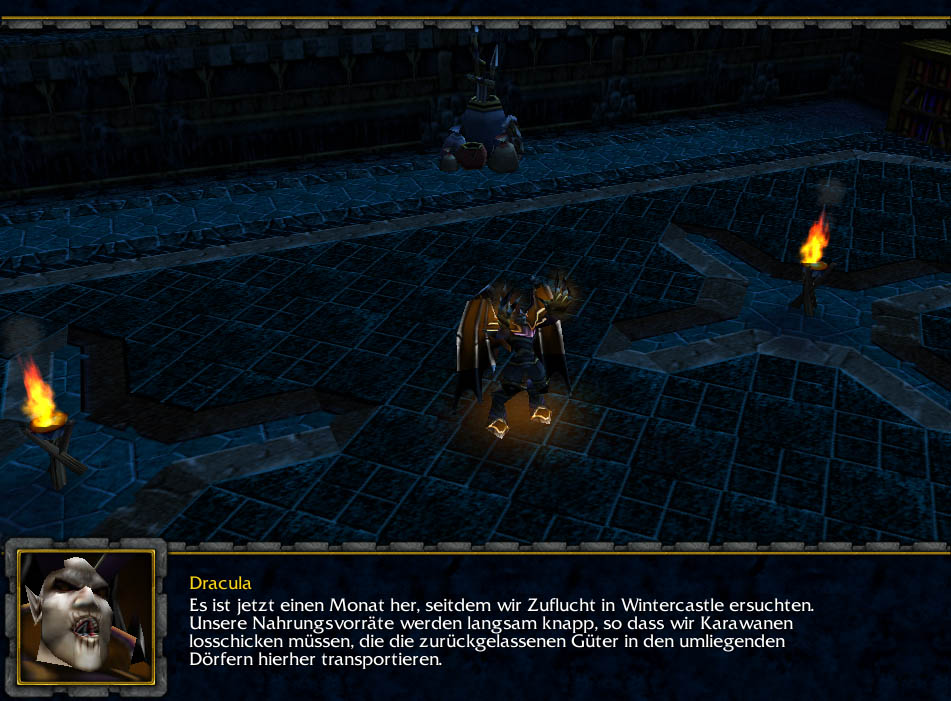 Dracula
Es ist jetzt einen Monat her, seitdem wir Zuflucht in Wintercastle ersuchten.
Unsere Nahrungsvorräte werden langsam knapp, so dass wir Karawanen
losschicken müssen, die die zurückgelassenen Güter in den umliegenden
Dörfern hierher transportieren.